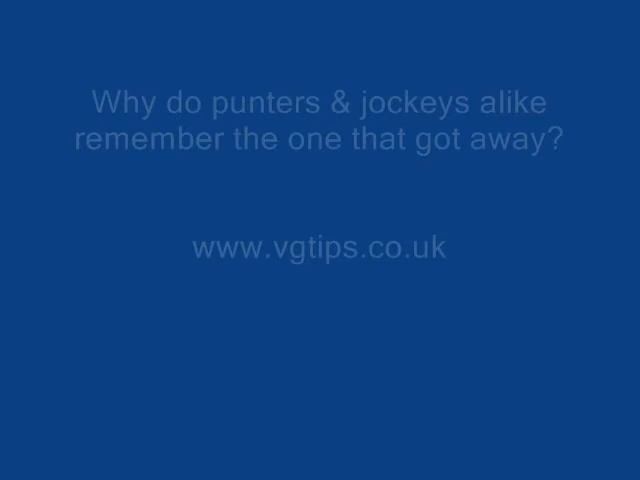 Why do punters & jockeys alike
remember the one that got away?
www.vgtips.co.uk